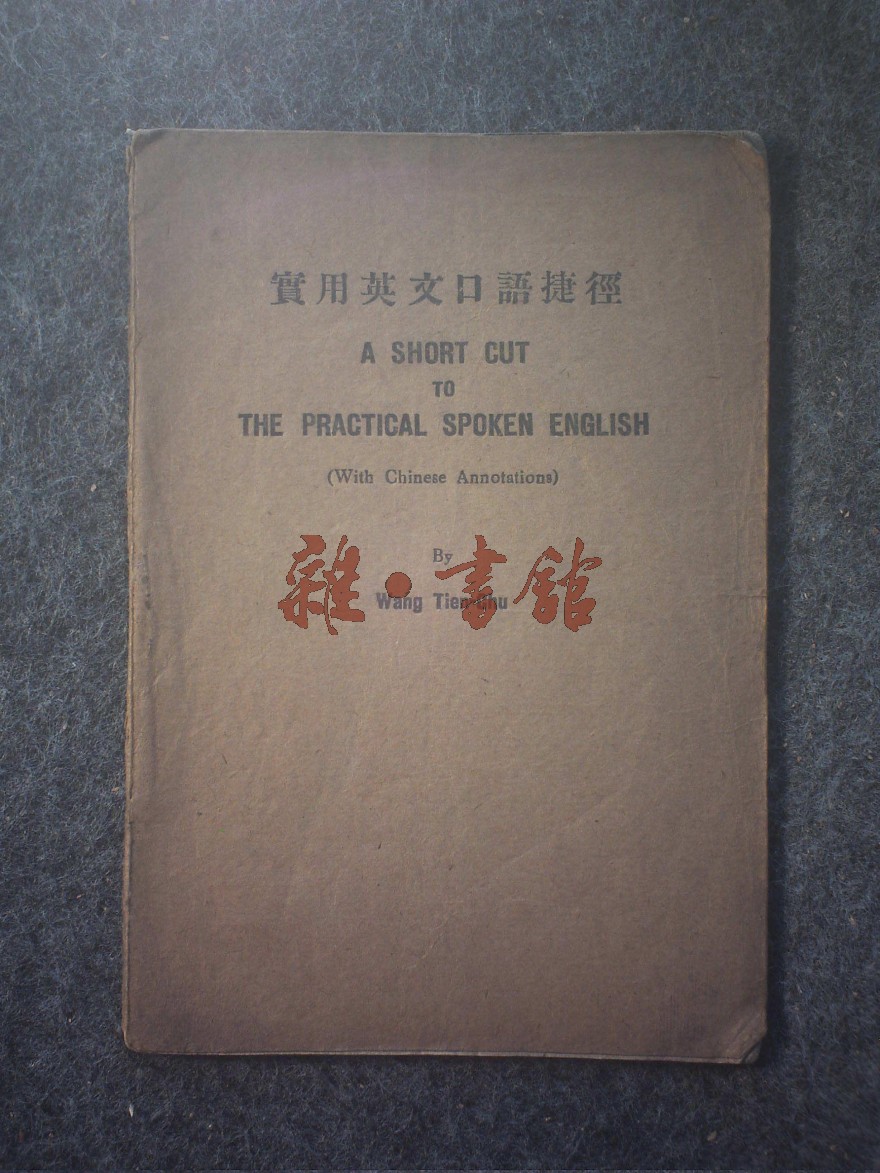 實用英文口語捷徑
A SHORT CUT
TO
THE PRACTICAL SPOKEN ENGLISH
(With Chinese Annotations)
By
雜·書館
Wang Tien Chu